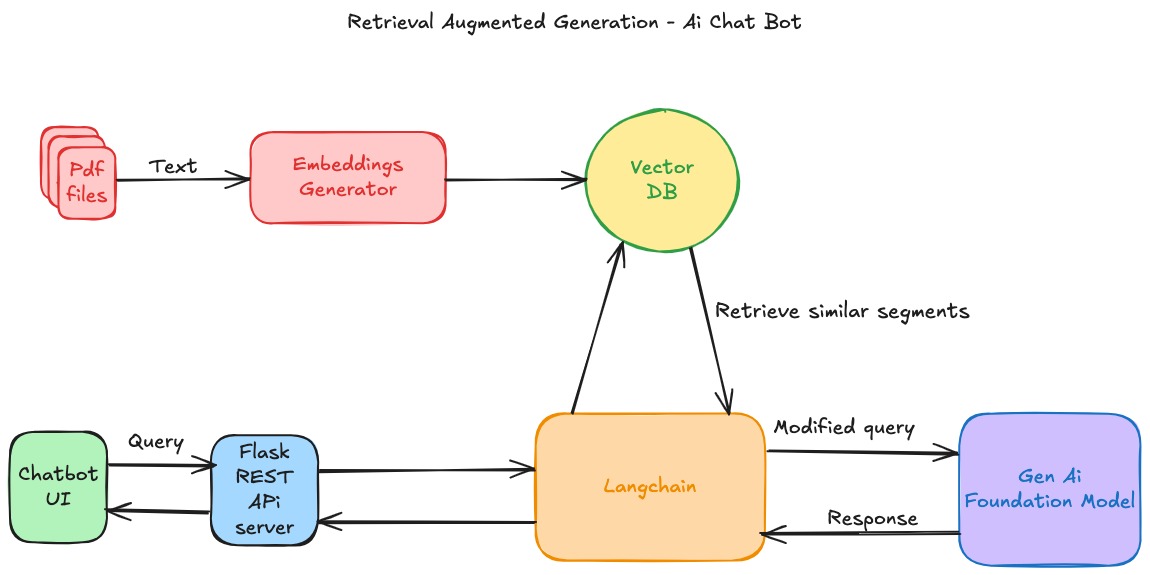 Retrieval Augmented Generation - Ai Chat Bot
Pdf
files
Text
Embeddings
Generator
Vector
DB
Retrieve similar segments
Chatbot
UI
Query
Flask
REST
APi
server
Langchain
Modified query
Response
Gen Ai
Foundation Model